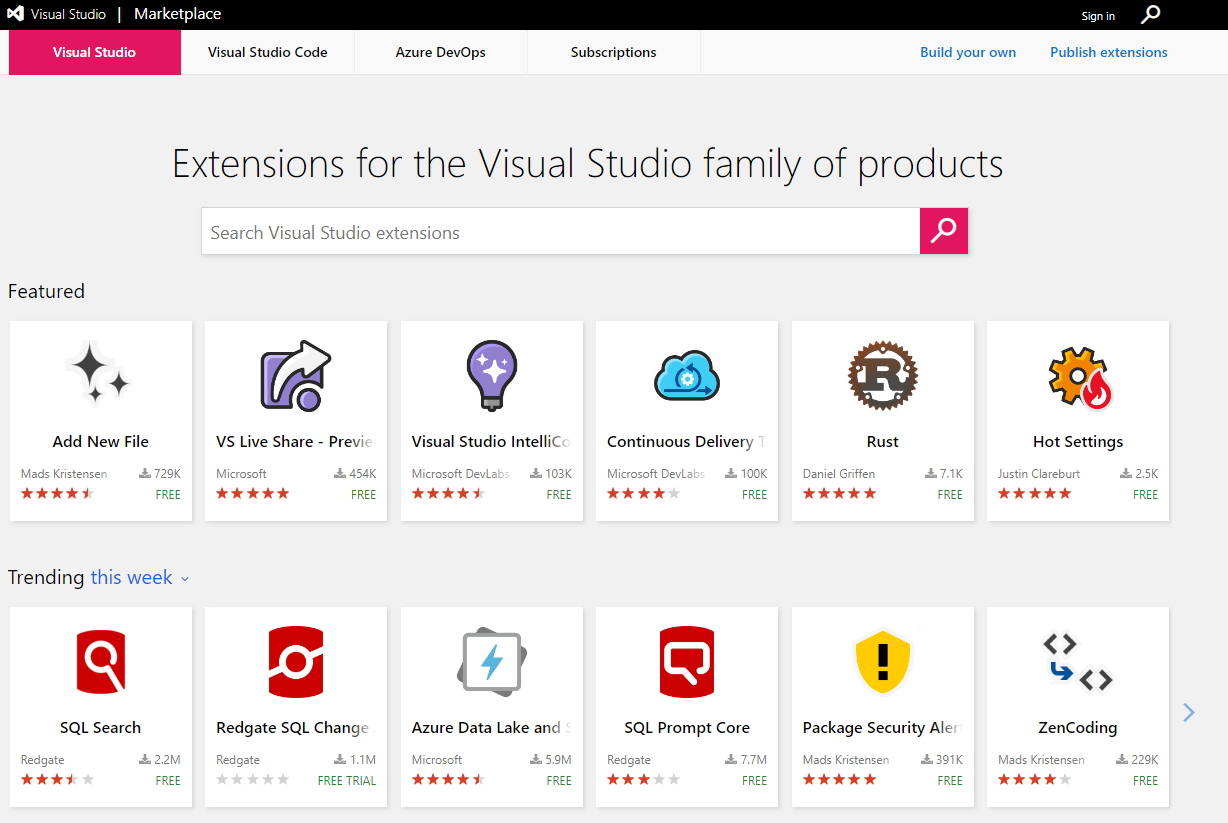 Visual Studio | Marketplace
Sign in
Visual Studio
Visual Studio Code
Azure DevOps
Subscriptions
Build your own
Publish extensions
Extensions for the Visual Studio family of products
Search Visual Studio extensions
Featured
Add New File
Mads Kristensen 729K
FREE
VS Live Share - Previe
Microsoft 454K
FREE
Visual Studio IntelliCo
Microsoft DevLabs 103K
FREE
Continuous Delivery T
Microsoft DevLabs 100K
FREE
R
Rust
Daniel Griffen 7.1K
FREE
Hot Settings
Justin Clareburt 2.5K
FREE
Trending this week
SQL Search
Redgate 2.2M
FREE
Redgate SQL Change
Redgate 1.1M
FREE TRIAL
Azure Data Lake and S
Microsoft 5.9M
FREE
SQL Prompt Core
Redgate 7.7M
FREE
Package Security Aler
Mads Kristensen 391K
FREE
ZenCoding
Mads Kristensen 229K
FREE